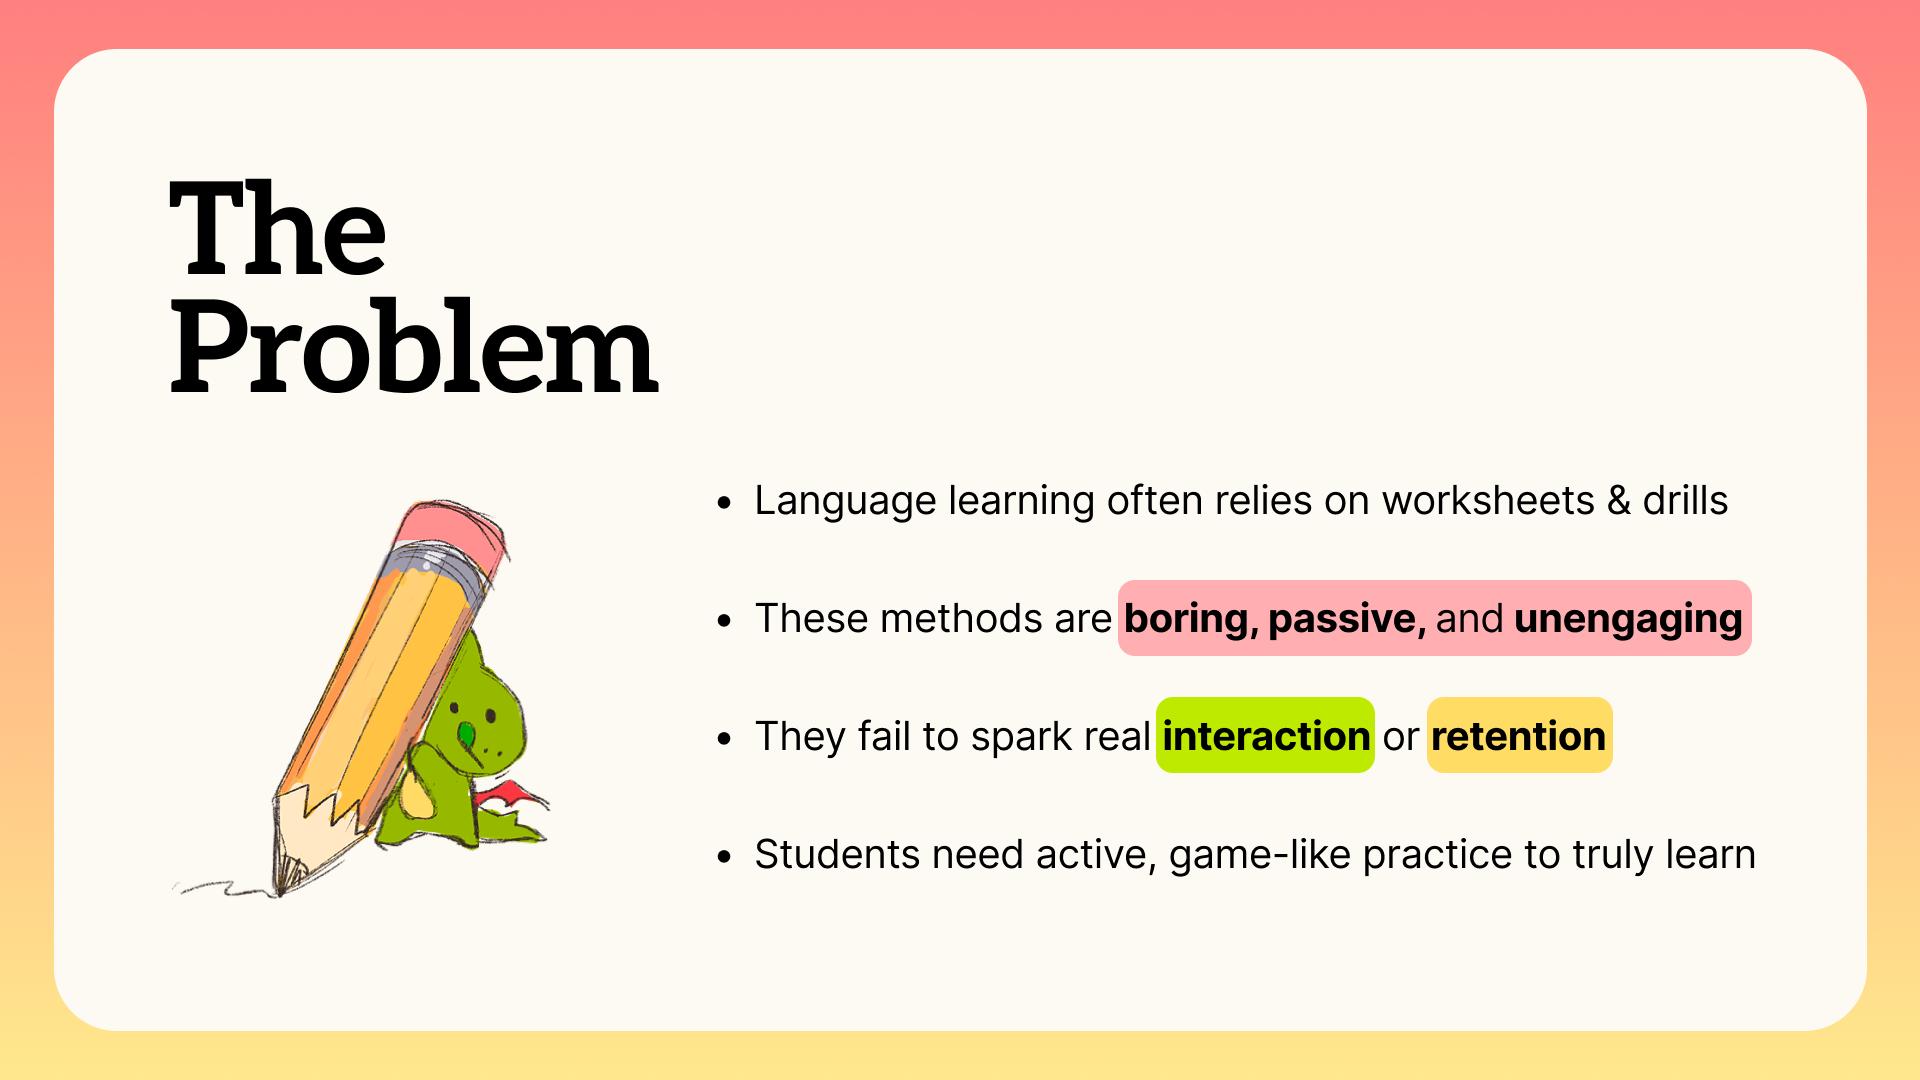 The
Problem
• Language learning often relies on worksheets & drills
• These methods are boring, passive, and unengaging
• They fail to spark real interaction or retention
• Students need active, game-like practice to truly learn